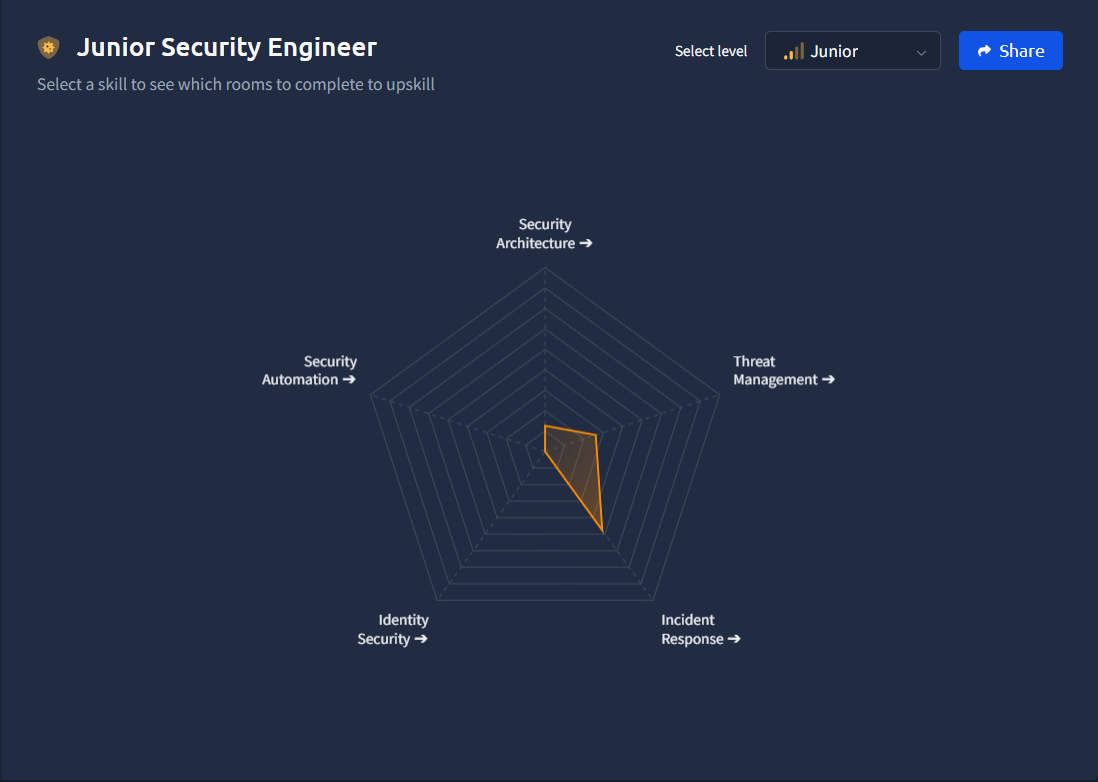 Junior Security Engineer
Select level
Junior
Share
Select a skill to see which rooms to complete to upskill
Security
Architecture ➔
Security
Automation ➔
Threat
Management ➔
Identity
Security ➔
Incident
Response ➔